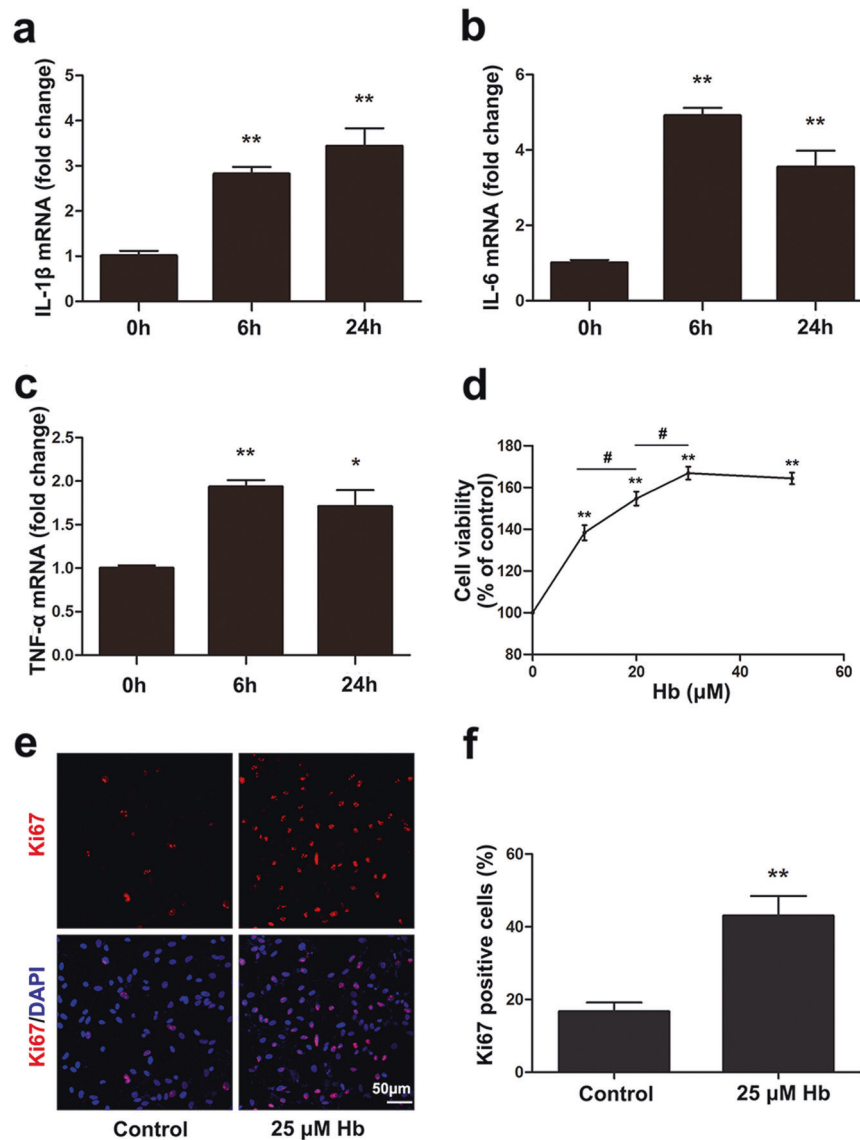 a
IL-1β mRNA (fold change)
5
4
3
2
1
0
**
**
0h
6h
24h
b
IL-6 mRNA (fold change)
6
4
2
0
**
**
0h
6h
24h
c
TNF-α mRNA (fold change)
2.5
2.0
1.5
1.0
0.5
0.0
**
*
0h
6h
24h
d
Cell viability
(% of control)
180
160
140
120
100
80
#
#
**
**
**
**
0
20
40
60
Hb (µM)
e
Ki67
Ki67/DAPI
50µm
Control
25 µM Hb
f
Ki67 positive cells (%)
60
40
20
0
**
Control
25 µM Hb